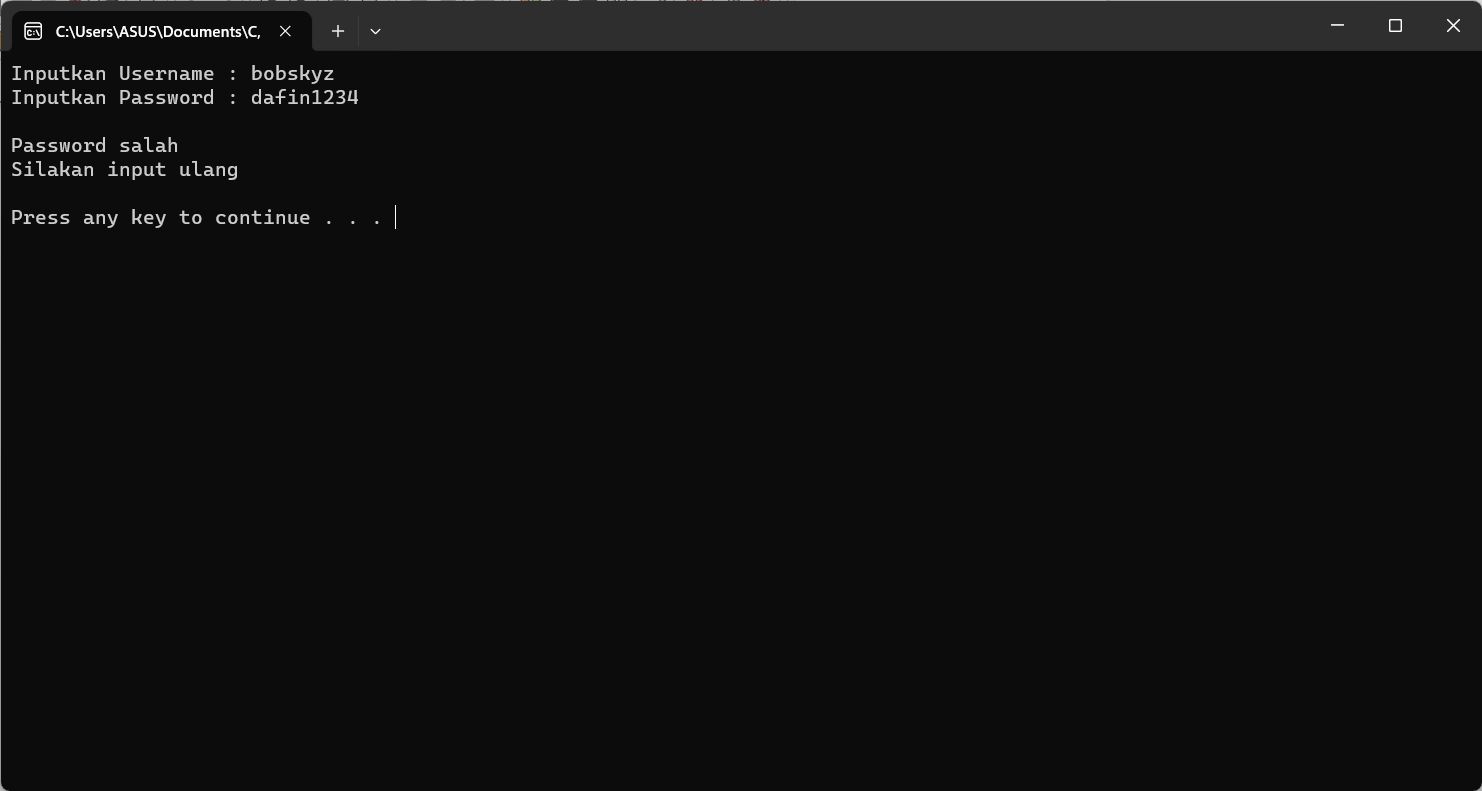 C:\Users\ASUS\Documents\C,
Inputkan Username : bobskyz
Inputkan Password : dafin1234
Password salah
Silakan input ulang
Press any key to continue . . .